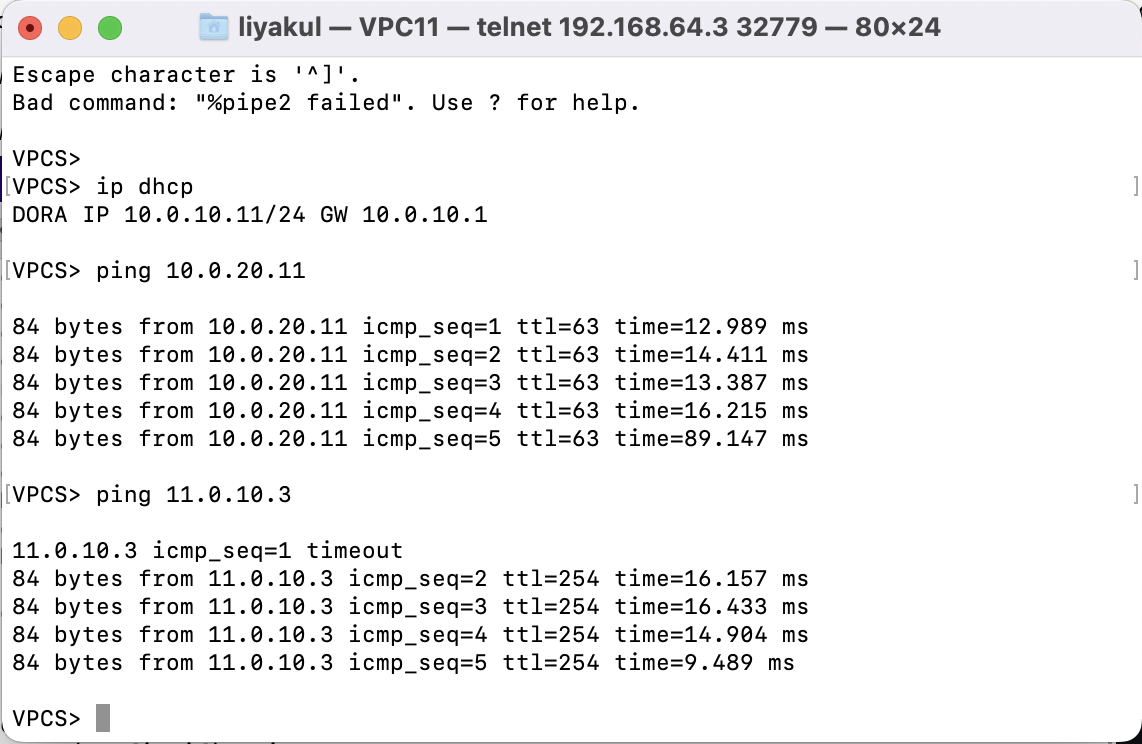 liyakul — VPC11 — telnet 192.168.64.3 32779 — 80×24
Escape character is '^]'.
Bad command: "%pipe2 failed". Use ? for help.
VPCS>
[VPCS> ip dhcp ]
DORA IP 10.0.10.11/24 GW 10.0.10.1
[VPCS> ping 10.0.20.11 ]
84 bytes from 10.0.20.11 icmp_seq=1 ttl=63 time=12.989 ms
84 bytes from 10.0.20.11 icmp_seq=2 ttl=63 time=14.411 ms
84 bytes from 10.0.20.11 icmp_seq=3 ttl=63 time=13.387 ms
84 bytes from 10.0.20.11 icmp_seq=4 ttl=63 time=16.215 ms
84 bytes from 10.0.20.11 icmp_seq=5 ttl=63 time=89.147 ms
[VPCS> ping 11.0.10.3 ]
11.0.10.3 icmp_seq=1 timeout
84 bytes from 11.0.10.3 icmp_seq=2 ttl=254 time=16.157 ms
84 bytes from 11.0.10.3 icmp_seq=3 ttl=254 time=16.433 ms
84 bytes from 11.0.10.3 icmp_seq=4 ttl=254 time=14.904 ms
84 bytes from 11.0.10.3 icmp_seq=5 ttl=254 time=9.489 ms
VPCS>